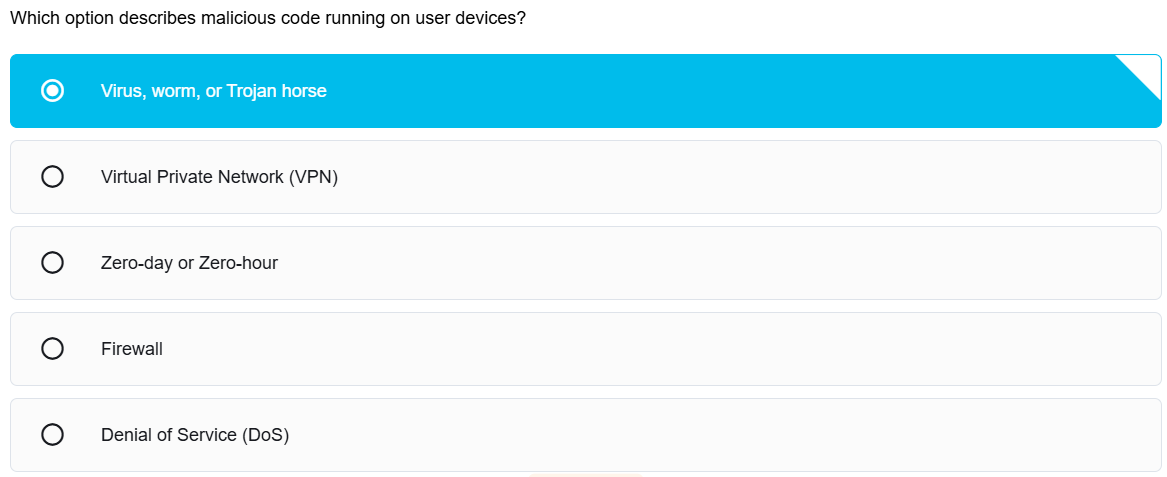 Which option describes malicious code running on user devices?
Virus, worm, or Trojan horse
Virtual Private Network (VPN)
Zero-day or Zero-hour
Firewall
Denial of Service (DoS)